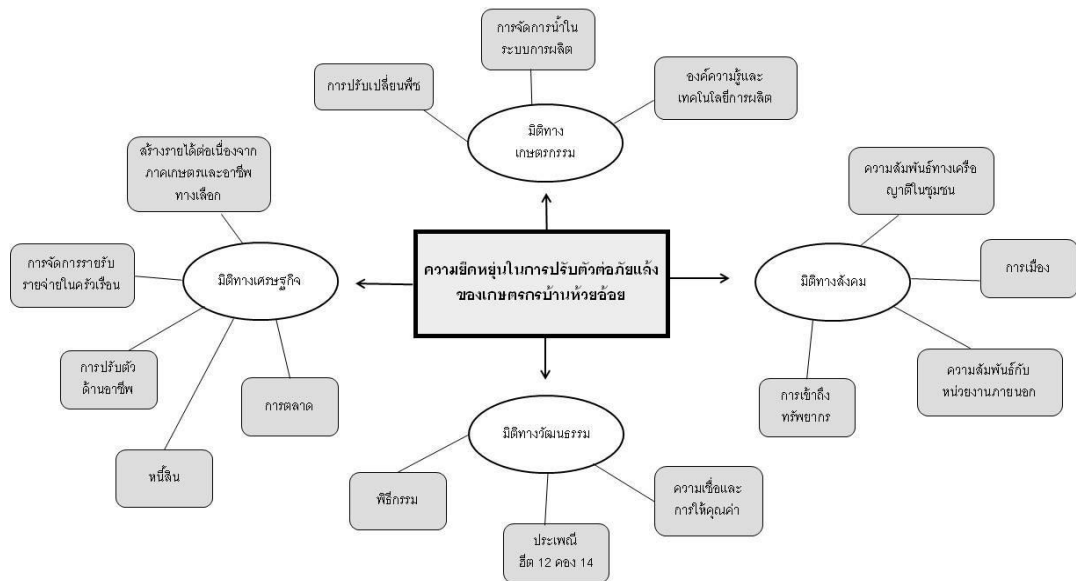 การจัดการน้ำใน
ระบบการผลิต
การปรับเปลี่ยนพืช
องค์ความรู้และ
เทคโนโลยีการผลิต
มิติทาง
เกษตรกรรม
สร้างรายได้ต่อเนื่องจาก
ภาคเกษตรและอาชีพ
ทางเลือก
ความสัมพันธ์ทางเครือ
ญาติในชุมชน
การจัดการรายรับ
รายจ่ายในครัวเรือน
มิติทางเศรษฐกิจ
ความยืดหยุ่นในการปรับตัวต่อภัยแล้ง
ของเกษตรกรบ้านห้วยอ้อย
มิติทางสังคม
การเมือง
การปรับตัว
ด้านอาชีพ
การตลาด
หนี้สิน
การเข้าถึง
ทรัพยากร
ความสัมพันธ์กับ
หน่วยงานภายนอก
มิติทางวัฒนธรรม
พิธีกรรม
ประเพณี
ฮีต 12 คอง 14
ความเชื่อและ
การให้คุณค่า